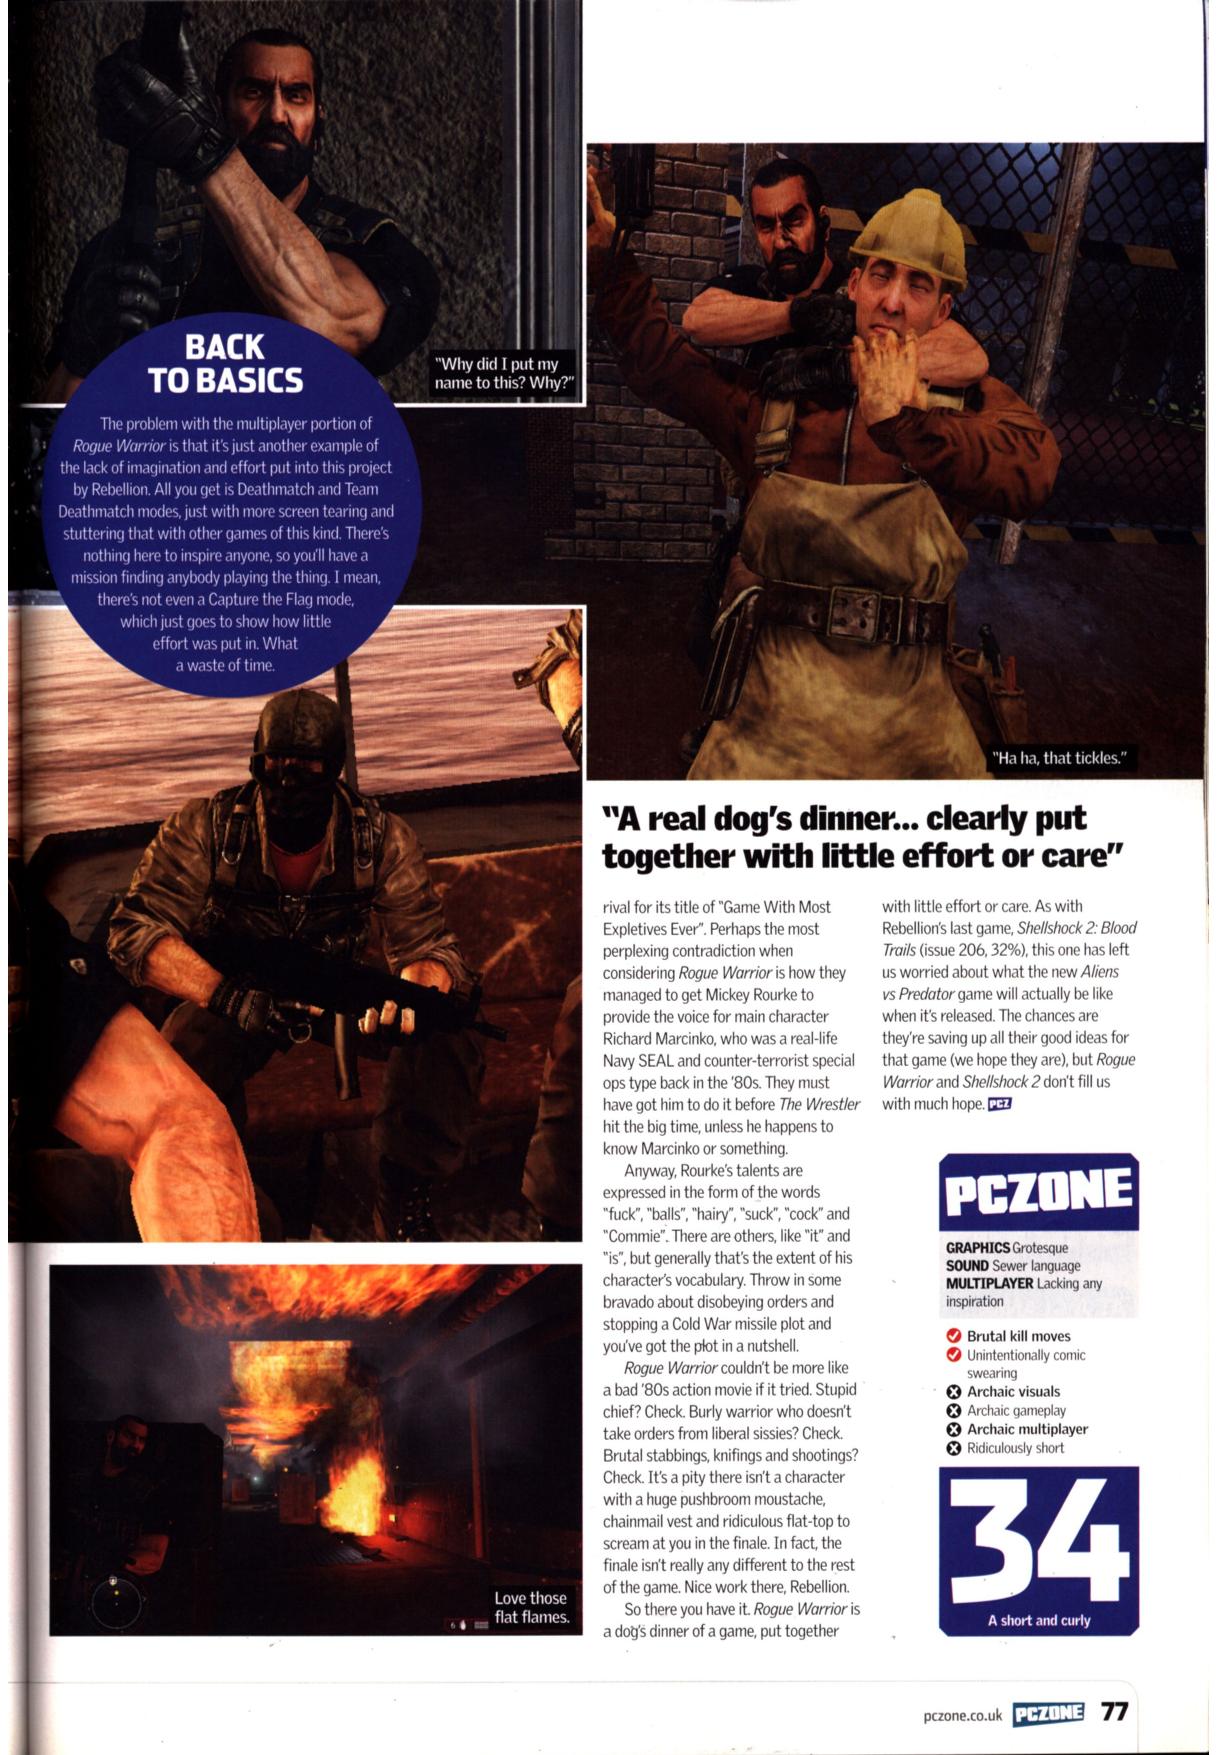 "Why did I put my
name to this? Why?"
BACK
TO BASICS
The problem with the multiplayer portion of
Rogue Warrior is that it's just another example of
the lack of imagination and effort put into this project
by Rebellion. All you get is Deathmatch and Team
Deathmatch modes, just with more screen tearing and
stuttering that with other games of this kind. There's
nothing here to inspire anyone, so you'll have a
mission finding anybody playing the thing. I mean,
there's not even a Capture the Flag mode,
which just goes to show how little
effort was put in. What
a waste of time.
"Ha ha, that tickles."
"A real dog's dinner... clearly put
together with little effort or care"
rival for its title of "Game With Most
Expletives Ever". Perhaps the most
perplexing contradiction when
considering Rogue Warrior is how they
managed to get Mickey Rourke to
provide the voice for main character
Richard Marcinko, who was a real-life
Navy SEAL and counter-terrorist special
ops type back in the '80s. They must
have got him to do it before The Wrestler
hit the big time, unless he happens to
know Marcinko or something.
Anyway, Rourke's talents are
expressed in the form of the words
"fuck", "balls", "hairy", "suck", "cock" and
"Commie". There are others, like "it" and
"is", but generally that's the extent of his
character's vocabulary. Throw in some
bravado about disobeying orders and
stopping a Cold War missile plot and
you've got the plot in a nutshell.
Rogue Warrior couldn't be more like
a bad '80s action movie if it tried. Stupid
chief? Check. Burly warrior who doesn't
take orders from liberal sissies? Check.
Brutal stabbings, knifings and shootings?
Check. It's a pity there isn't a character
with a huge pushbroom moustache,
chainmail vest and ridiculous flat-top to
scream at you in the finale. In fact, the
finale isn't really any different to the rest
of the game. Nice work there, Rebellion.
So there you have it. Rogue Warrior is
a dog's dinner of a game, put together
with little effort or care. As with
Rebellion's last game, Shellshock 2: Blood
Trails (issue 206, 32%), this one has left
us worried about what the new Aliens
vs Predator game will actually be like
when it's released. The chances are
they're saving up all their good ideas for
that game (we hope they are), but Rogue
Warrior and Shellshock 2 don't fill us
with much hope. PCZ
PCZONE
GRAPHICS Grotesque
SOUND Sewer language
MULTIPLAYER Lacking any
inspiration
Brutal kill moves
Unintentionally comic
swearing
Archaic visuals
Archaic gameplay
Archaic multiplayer
Ridiculously short
34
A short and curly
Love those
flat flames.
6
pczone.co.uk PCZONE 77